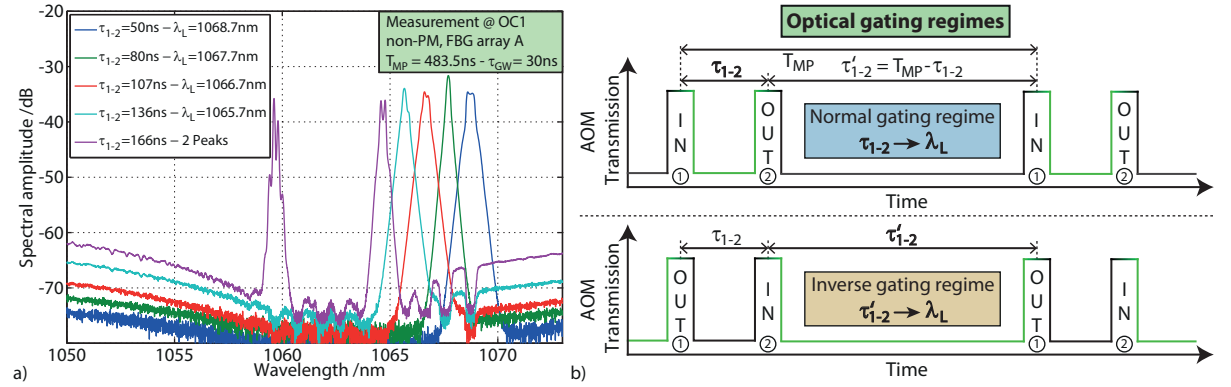 -20
-30
-40
-50
-60
-70
Spectral amplitude /dB
τ1-2=50ns – λL=1068.7nm
τ1-2=80ns – λL=1067.7nm
τ1-2=107ns – λL=1066.7nm
τ1-2=136ns – λL=1065.7nm
τ1-2=166ns – 2 Peaks
Measurement @ OC1
non-PM, FBG array A
TMP = 483.5ns - τGW = 30ns
1050
1055
1060
1065
1070
Wavelength /nm
a)
Optical gating regimes
AOM
Transmission
TMP
τ1-2
τ′1-2 = TMP - τ1-2
IN
OUT
IN
OUT
Normal gating regime
τ1-2 → λL
1
2
1
2
Time
AOM
Transmission
τ1-2
τ′1-2
OUT
IN
OUT
IN
Inverse gating regime
τ′1-2 → λL
1
2
1
2
Time
b)